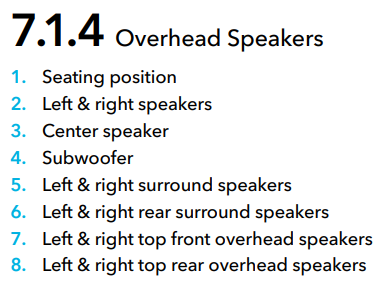 7.1.4 Overhead Speakers
1. Seating position
2. Left & right speakers
3. Center speaker
4. Subwoofer
5. Left & right surround speakers
6. Left & right rear surround speakers
7. Left & right top front overhead speakers
8. Left & right top rear overhead speakers